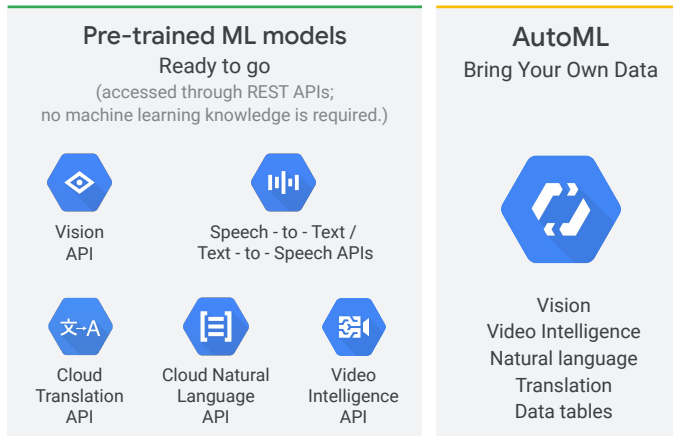 Pre-trained ML models
Ready to go
(accessed through REST APIs;
no machine learning knowledge is required.)
Vision
API
Speech - to - Text /
Text - to - Speech APIs
文→A
Cloud
Translation
API
Cloud Natural
Language
API
Video
Intelligence
API
AutoML
Bring Your Own Data
Vision
Video Intelligence
Natural language
Translation
Data tables